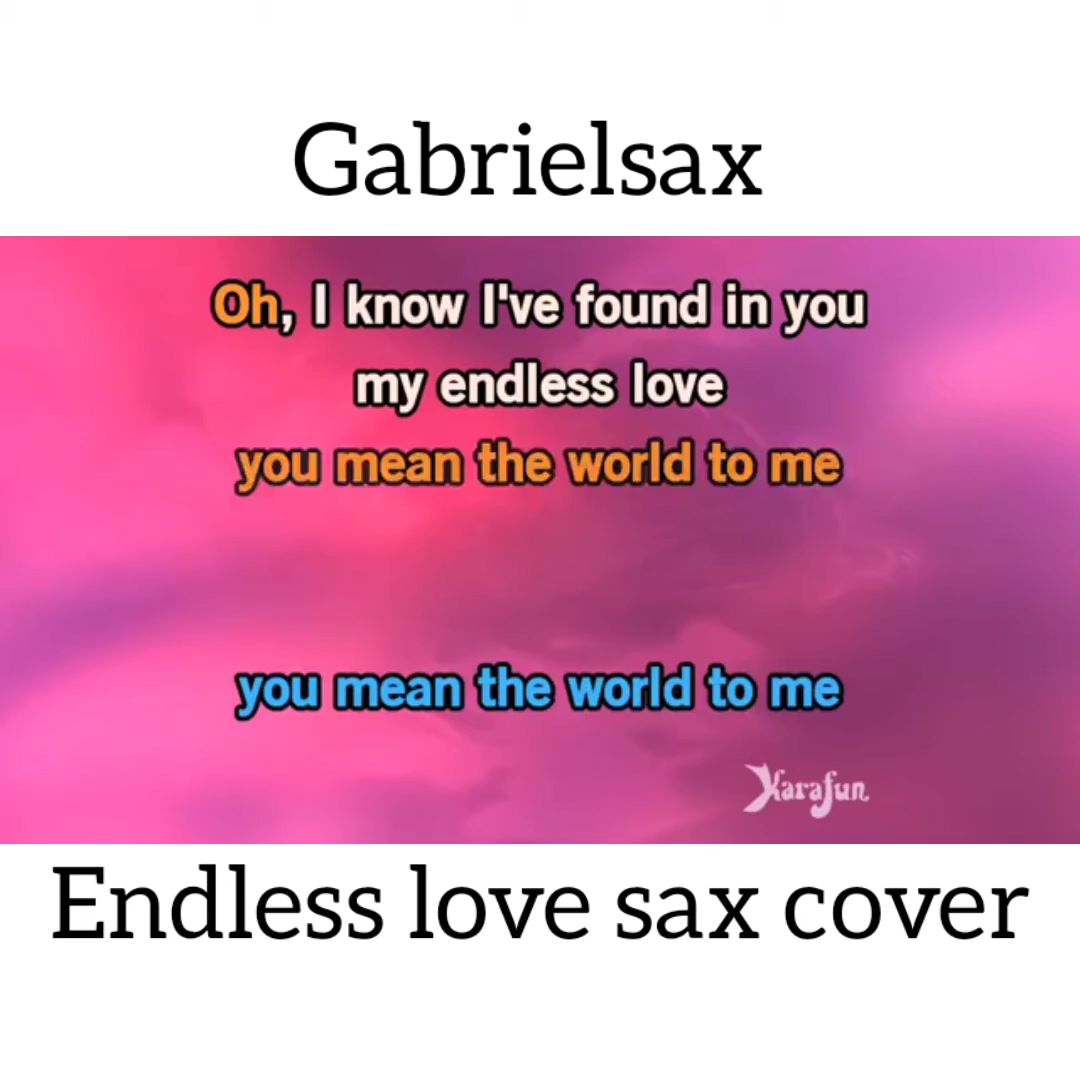 Gabrielsax
Oh, I know I've found in you
my endless love
you mean the world to me
you mean the world to me
Karafun
Endless love sax cover